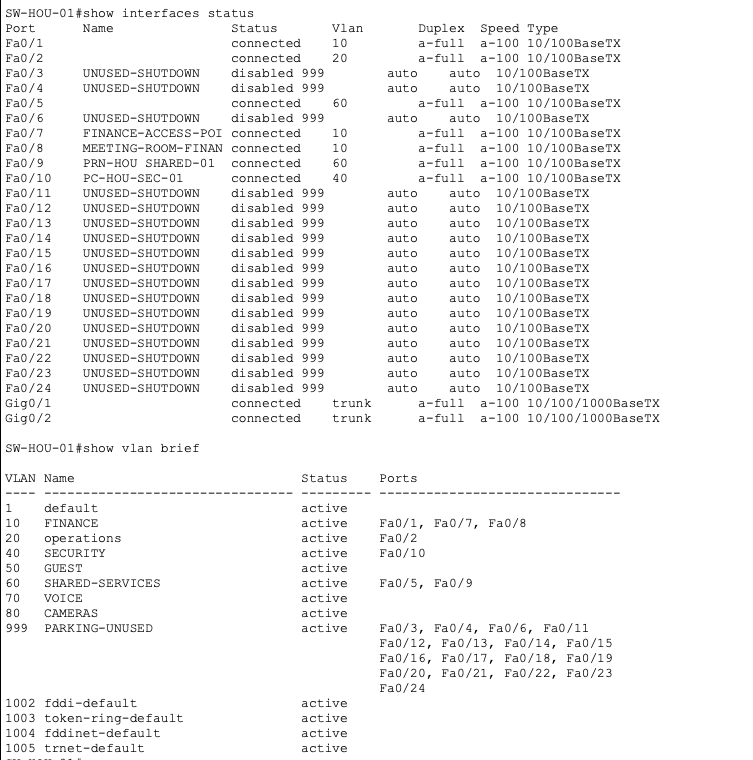 SW-HOU-01#show interfaces status
Port Name Status Vlan Duplex Speed Type
Fa0/1 connected 10 a-full a-100 10/100BaseTX
Fa0/2 connected 20 a-full a-100 10/100BaseTX
Fa0/3 UNUSED-SHUTDOWN disabled 999 auto auto 10/100BaseTX
Fa0/4 UNUSED-SHUTDOWN disabled 999 auto auto 10/100BaseTX
Fa0/5 connected 60 a-full a-100 10/100BaseTX
Fa0/6 UNUSED-SHUTDOWN disabled 999 auto auto 10/100BaseTX
Fa0/7 FINANCE-ACCESS-POI connected 10 a-full a-100 10/100BaseTX
Fa0/8 MEETING-ROOM-FINAN connected 10 a-full a-100 10/100BaseTX
Fa0/9 PRN-HOU SHARED-01 connected 60 a-full a-100 10/100BaseTX
Fa0/10 PC-HOU-SEC-01 connected 40 a-full a-100 10/100BaseTX
Fa0/11 UNUSED-SHUTDOWN disabled 999 auto auto 10/100BaseTX
Fa0/12 UNUSED-SHUTDOWN disabled 999 auto auto 10/100BaseTX
Fa0/13 UNUSED-SHUTDOWN disabled 999 auto auto 10/100BaseTX
Fa0/14 UNUSED-SHUTDOWN disabled 999 auto auto 10/100BaseTX
Fa0/15 UNUSED-SHUTDOWN disabled 999 auto auto 10/100BaseTX
Fa0/16 UNUSED-SHUTDOWN disabled 999 auto auto 10/100BaseTX
Fa0/17 UNUSED-SHUTDOWN disabled 999 auto auto 10/100BaseTX
Fa0/18 UNUSED-SHUTDOWN disabled 999 auto auto 10/100BaseTX
Fa0/19 UNUSED-SHUTDOWN disabled 999 auto auto 10/100BaseTX
Fa0/20 UNUSED-SHUTDOWN disabled 999 auto auto 10/100BaseTX
Fa0/21 UNUSED-SHUTDOWN disabled 999 auto auto 10/100BaseTX
Fa0/22 UNUSED-SHUTDOWN disabled 999 auto auto 10/100BaseTX
Fa0/23 UNUSED-SHUTDOWN disabled 999 auto auto 10/100BaseTX
Fa0/24 UNUSED-SHUTDOWN disabled 999 auto auto 10/100BaseTX
Gig0/1 connected trunk a-full a-100 10/100/1000BaseTX
Gig0/2 connected trunk a-full a-100 10/100/1000BaseTX
SW-HOU-01#show vlan brief
VLAN Name Status Ports
---- -------------------------------- --------- -------------------------------
1 default active
10 FINANCE active Fa0/1, Fa0/7, Fa0/8
20 operations active Fa0/2
40 SECURITY active Fa0/10
50 GUEST active
60 SHARED-SERVICES active Fa0/5, Fa0/9
70 VOICE active
80 CAMERAS active
999 PARKING-UNUSED active Fa0/3, Fa0/4, Fa0/6, Fa0/11
Fa0/12, Fa0/13, Fa0/14, Fa0/15
Fa0/16, Fa0/17, Fa0/18, Fa0/19
Fa0/20, Fa0/21, Fa0/22, Fa0/23
Fa0/24
1002 fddi-default active
1003 token-ring-default active
1004 fddinet-default active
1005 trnet-default active